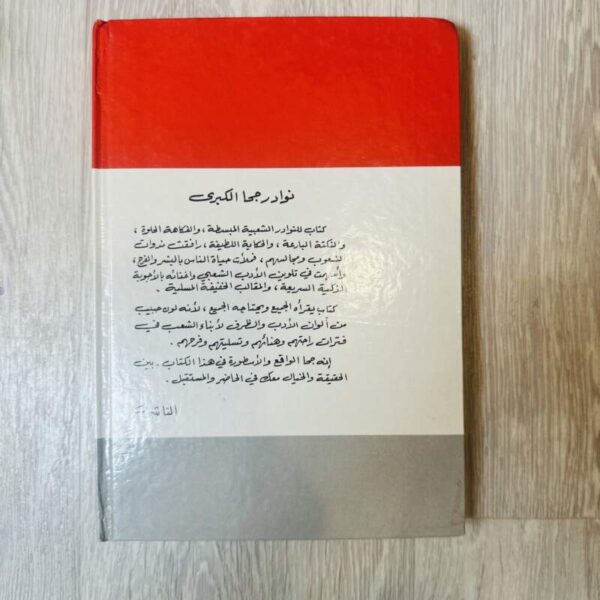 نوادر جحا الكبرى
كتاب للنوادر الشعبية المبسطة ، والفكاهة الحلوة ،
والنكتة البارعة ، والحكاية اللطيفة ، رافقت ندوات
الشعوب ومجالسهم ، فملأت حياة الناس بالبشر والفرح ،
وأسهمت في تلوين الأدب الشعبي واغنائه بالأجوبة
الذكية السريعة ، والمقالب الخفيفة المسلية .
كتاب يقرأه الجميع ويحتاجه الجميع ، لأنه لون حبيب
من ألوان الأدب والظرف لأبناء الشعب في
فترات راحتهم وهنائهم وتسليتهم وفرحهم .
إنه جحا الواقع والأسطورة في هذا الكتاب . بين
الحقيقة والخيال معك في الحاضر والمستقبل .
الناشر